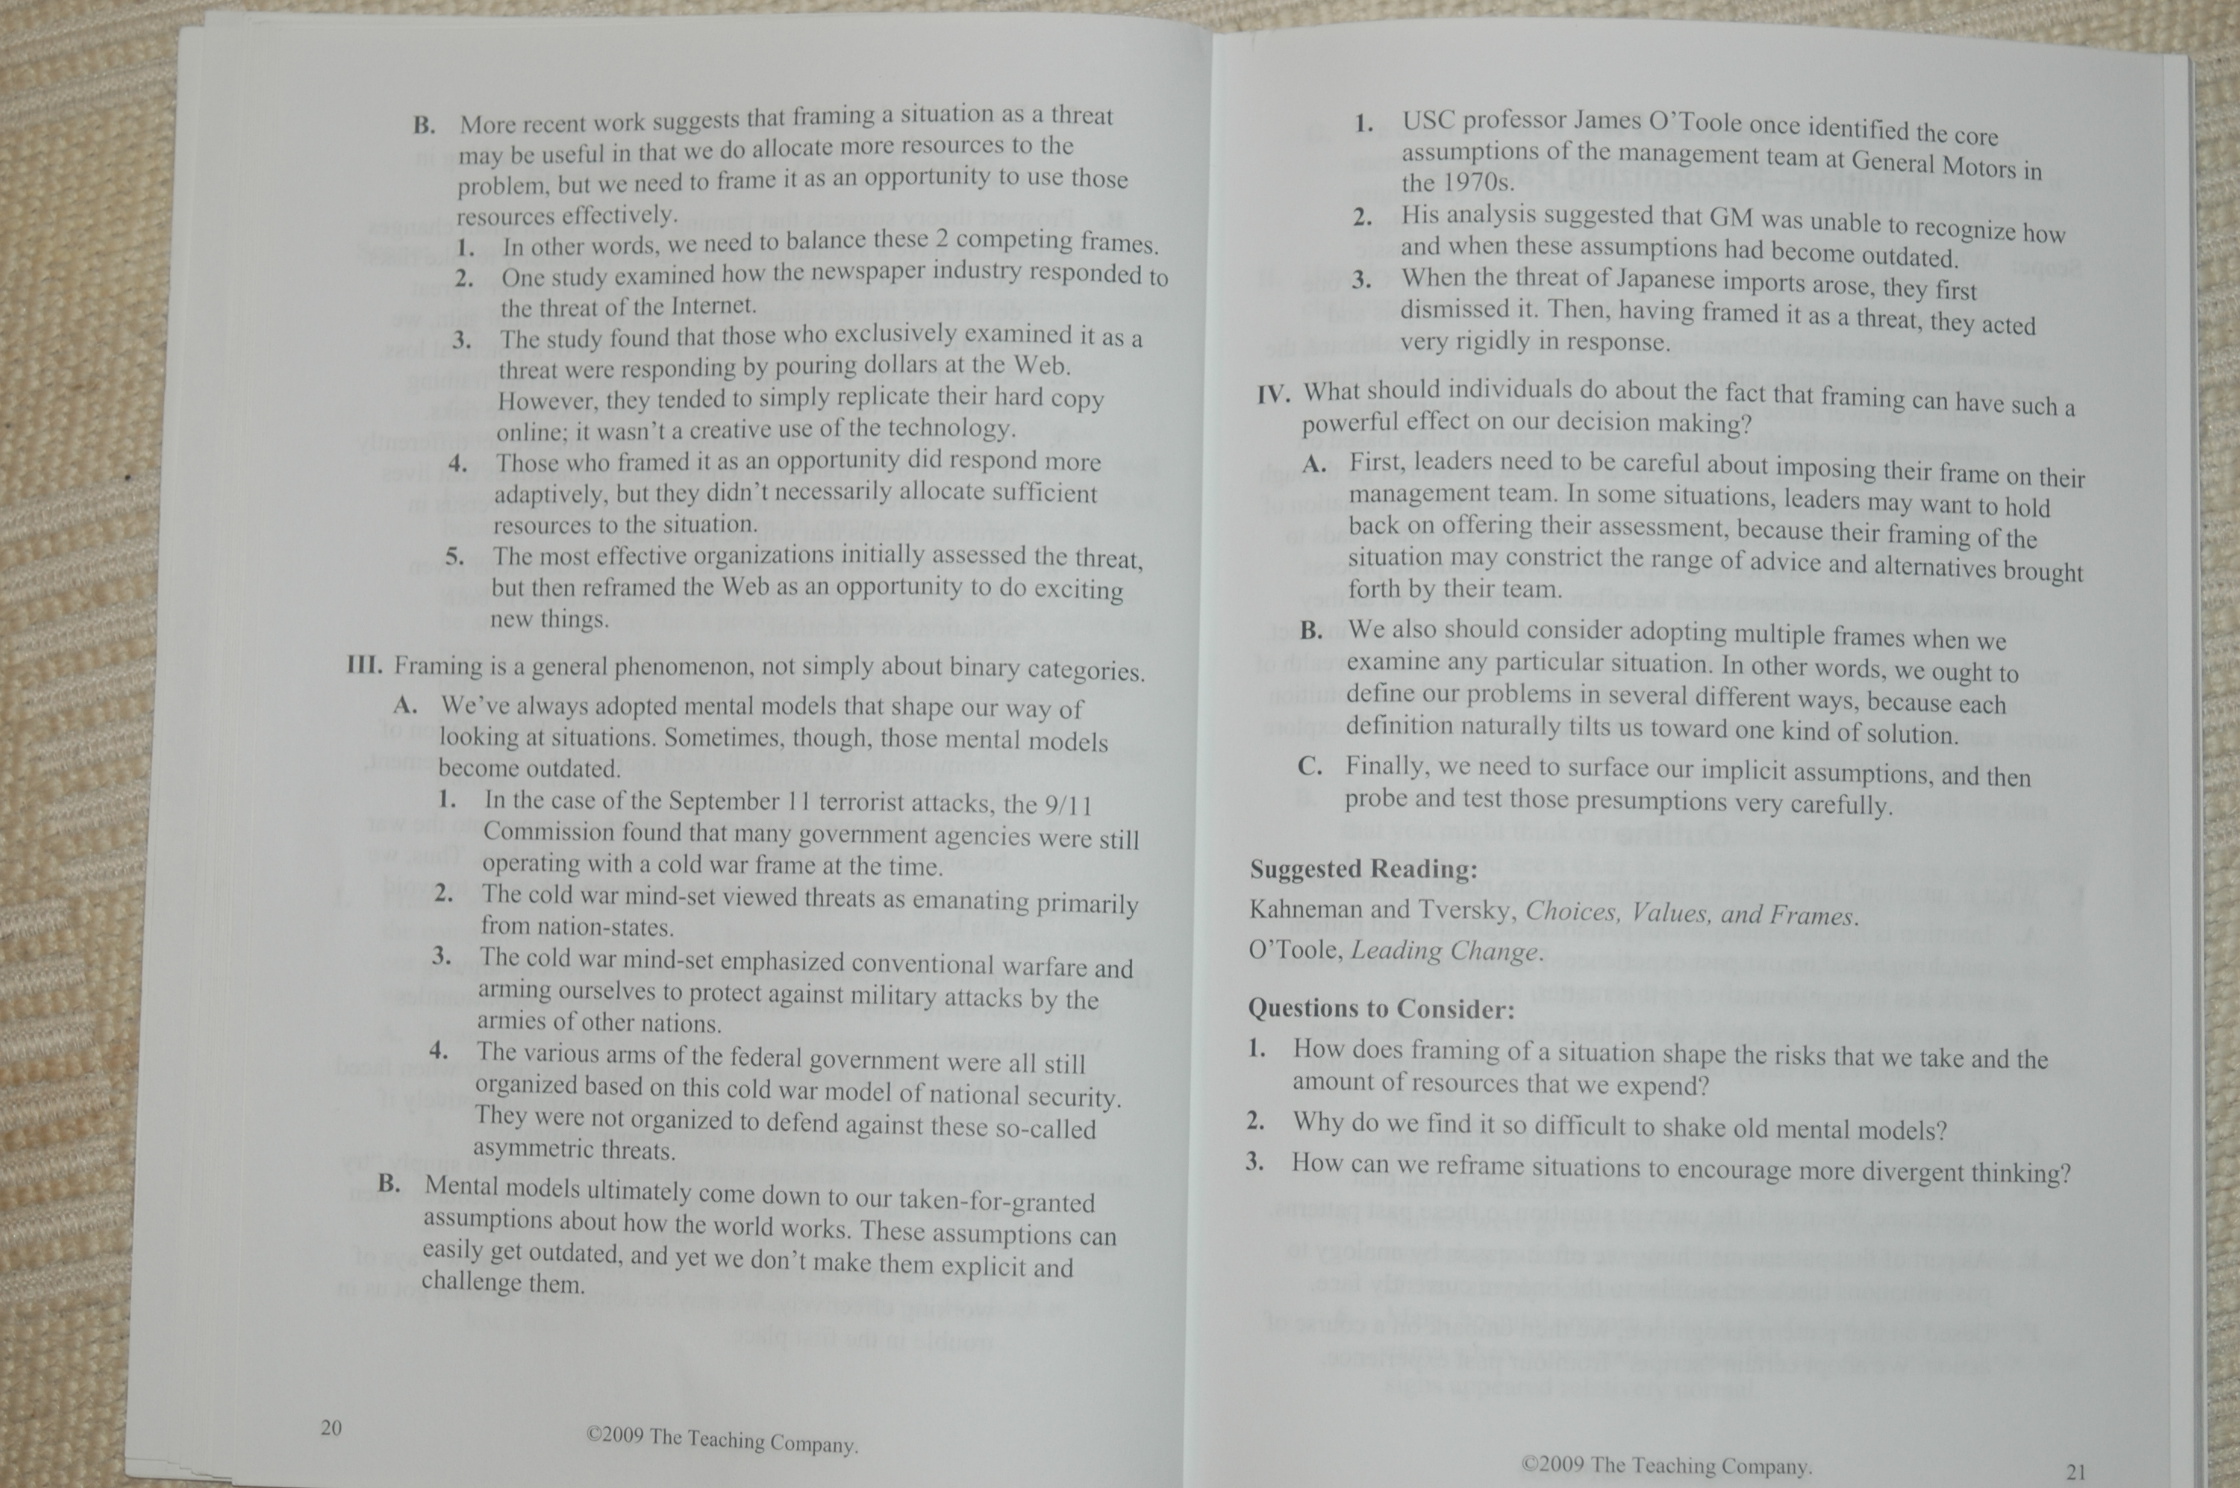 B. More recent work suggests that framing a situation as a threat
may be useful in that we do allocate more resources to the
problem, but we need to frame it as an opportunity to use those
resources effectively.
1. In other words, we need to balance these 2 competing frames.
2. One study examined how the newspaper industry responded to
the threat of the Internet.
3. The study found that those who exclusively examined it as a
threat were responding by pouring dollars at the Web.
However, they tended to simply replicate their hard copy
online; it wasn't a creative use of the technology.
4. Those who framed it as an opportunity did respond more
adaptively, but they didn't necessarily allocate sufficient
resources to the situation.
5. The most effective organizations initially assessed the threat,
but then reframed the Web as an opportunity to do exciting
new things.
III. Framing is a general phenomenon, not simply about binary categories.
A. We've always adopted mental models that shape our way of
looking at situations. Sometimes, though, those mental models
become outdated.
1. In the case of the September 11 terrorist attacks, the 9/11
Commission found that many government agencies were still
operating with a cold war frame at the time.
2. The cold war mind-set viewed threats as emanating primarily
from nation-states.
3. The cold war mind-set emphasized conventional warfare and
arming ourselves to protect against military attacks by the
armies of other nations.
4. The various arms of the federal government were all still
organized based on this cold war model of national security.
They were not organized to defend against these so-called
asymmetric threats.
B. Mental models ultimately come down to our taken-for-granted
assumptions about how the world works. These assumptions can
easily get outdated, and yet we don't make them explicit and
challenge them.
20
©2009 The Teaching Company.
1. USC professor James O'Toole once identified the core
assumptions of the management team at General Motors in
the 1970s.
2. His analysis suggested that GM was unable to recognize how
and when these assumptions had become outdated.
3. When the threat of Japanese imports arose, they first
dismissed it. Then, having framed it as a threat, they acted
very rigidly in response.
IV. What should individuals do about the fact that framing can have such a
powerful effect on our decision making?
A. First, leaders need to be careful about imposing their frame on their
management team. In some situations, leaders may want to hold
back on offering their assessment, because their framing of the
situation may constrict the range of advice and alternatives brought
forth by their team.
B. We also should consider adopting multiple frames when we
examine any particular situation. In other words, we ought to
define our problems in several different ways, because each
definition naturally tilts us toward one kind of solution.
C. Finally, we need to surface our implicit assumptions, and then
probe and test those presumptions very carefully.
Suggested Reading:
Kahneman and Tversky, Choices, Values, and Frames.
O'Toole, Leading Change.
Questions to Consider:
1. How does framing of a situation shape the risks that we take and the
amount of resources that we expend?
2. Why do we find it so difficult to shake old mental models?
3. How can we reframe situations to encourage more divergent thinking?
©2009 The Teaching Company.
21